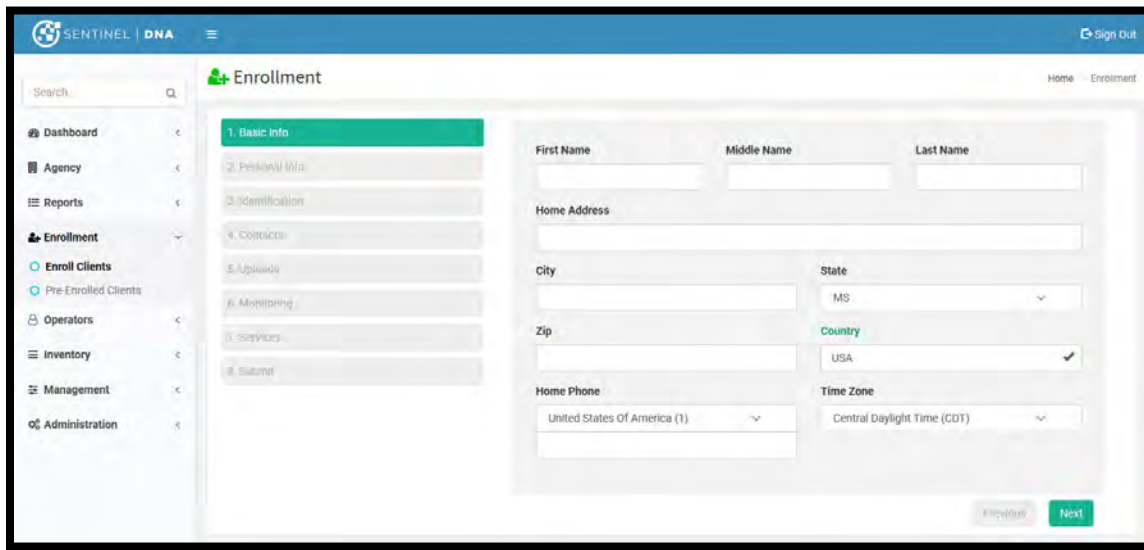 SENTINEL | DNA
Sign Out
Search...
Enrollment
Home
Enrollment
Dashboard
Agency
Reports
Enrollment
Enroll Clients
Pre-Enrolled Clients
Operators
Inventory
Management
Administration
1. Basic Info
2. Personal Info
3. Identification
4. Contacts
5. Uploads
6. Monitoring
7. Services
8. Submit
First Name Middle Name Last Name
Home Address
City State
MS
Zip Country
USA
Home Phone Time Zone
United States Of America (1) Central Daylight Time (CDT)
Previous Next